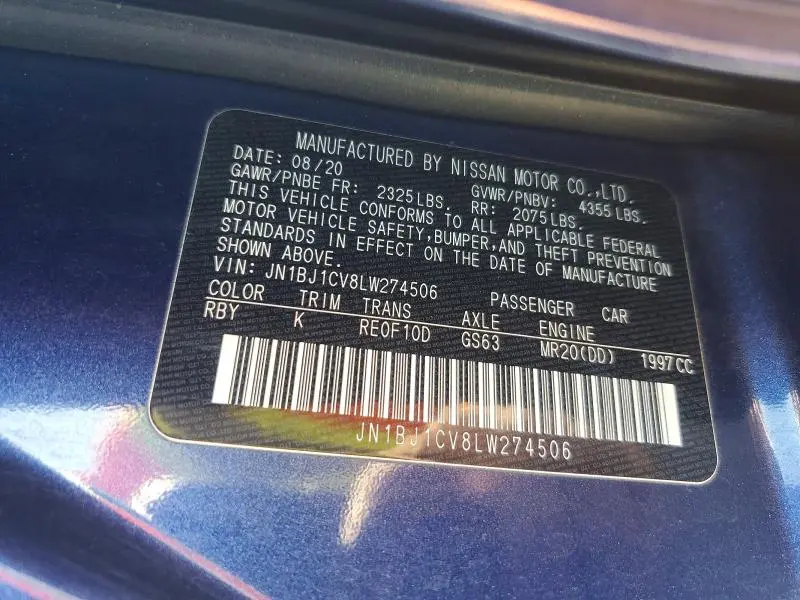 MANUFACTURED BY NISSAN MOTOR CO.,LTD.
DATE: 08/20 GVWR/PNBV: 4355LBS.
GAWR/PNBE FR: 2325LBS. RR: 2075LBS.
THIS VEHICLE CONFORMS TO ALL APPLICABLE FEDERAL
MOTOR VEHICLE SAFETY,BUMPER,AND THEFT PREVENTION
STANDARDS IN EFFECT ON THE DATE OF MANUFACTURE
SHOWN ABOVE.
VIN: JN1BJ1CV8LW274506 PASSENGER CAR
COLOR TRIM TRANS AXLE ENGINE
RBY K RE0F10D GS63 MR20(DD) 1997CC
JN1BJ1CV8LW274506